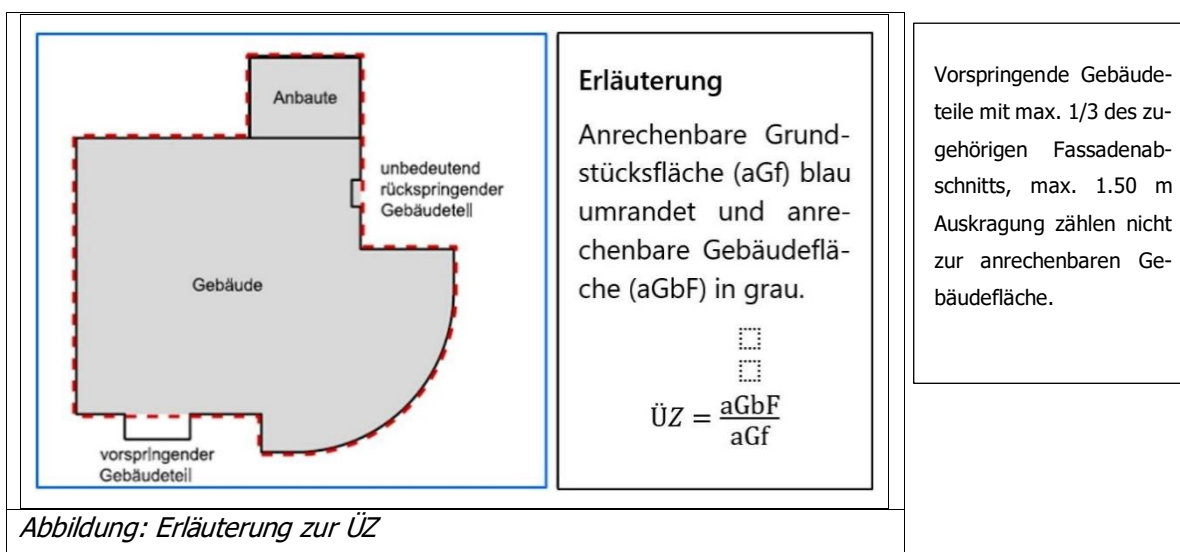 Anbaute
unbedeutend
rückspringender
Gebäudeteil
Gebäude
vorspringender
Gebäudeteil
Erläuterung
Anrechenbare Grund-
stücksfläche (aGf) blau
umrandet und anre-
chenbare Gebäudeflä-
che (aGbF) in grau.
ÜZ = aGbF/aGf
Vorspringende Gebäude-
teile mit max. 1/3 des zu-
gehörigen Fassadenab-
schnitts, max. 1.50 m
Auskragung zählen nicht
zur anrechenbaren Ge-
bäudefläche.
Abbildung: Erläuterung zur ÜZ